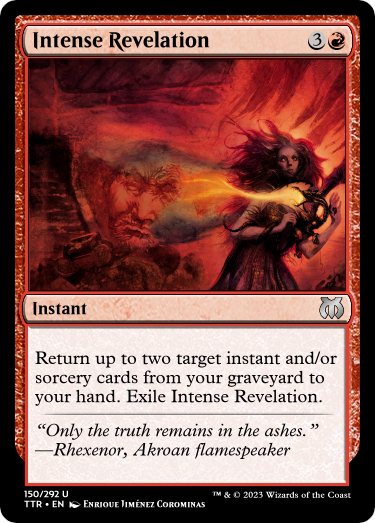 Intense Revelation 3
Instant
Return up to two target instant and/or
sorcery cards from your graveyard to
your hand. Exile Intense Revelation.
“Only the truth remains in the ashes.”
—Rhexenor, Akroan flamespeaker
150/292 U
TTR • EN Enrique Jiménez Corominas
™ & © 2023 Wizards of the Coast